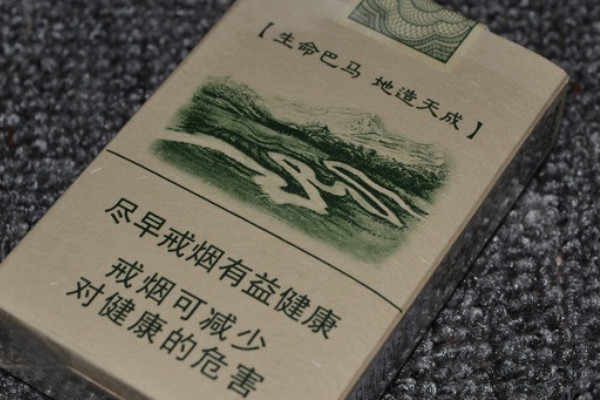 【生命巴马 地造天成】
尽早戒烟有益健康
戒烟可减少
对健康的危害